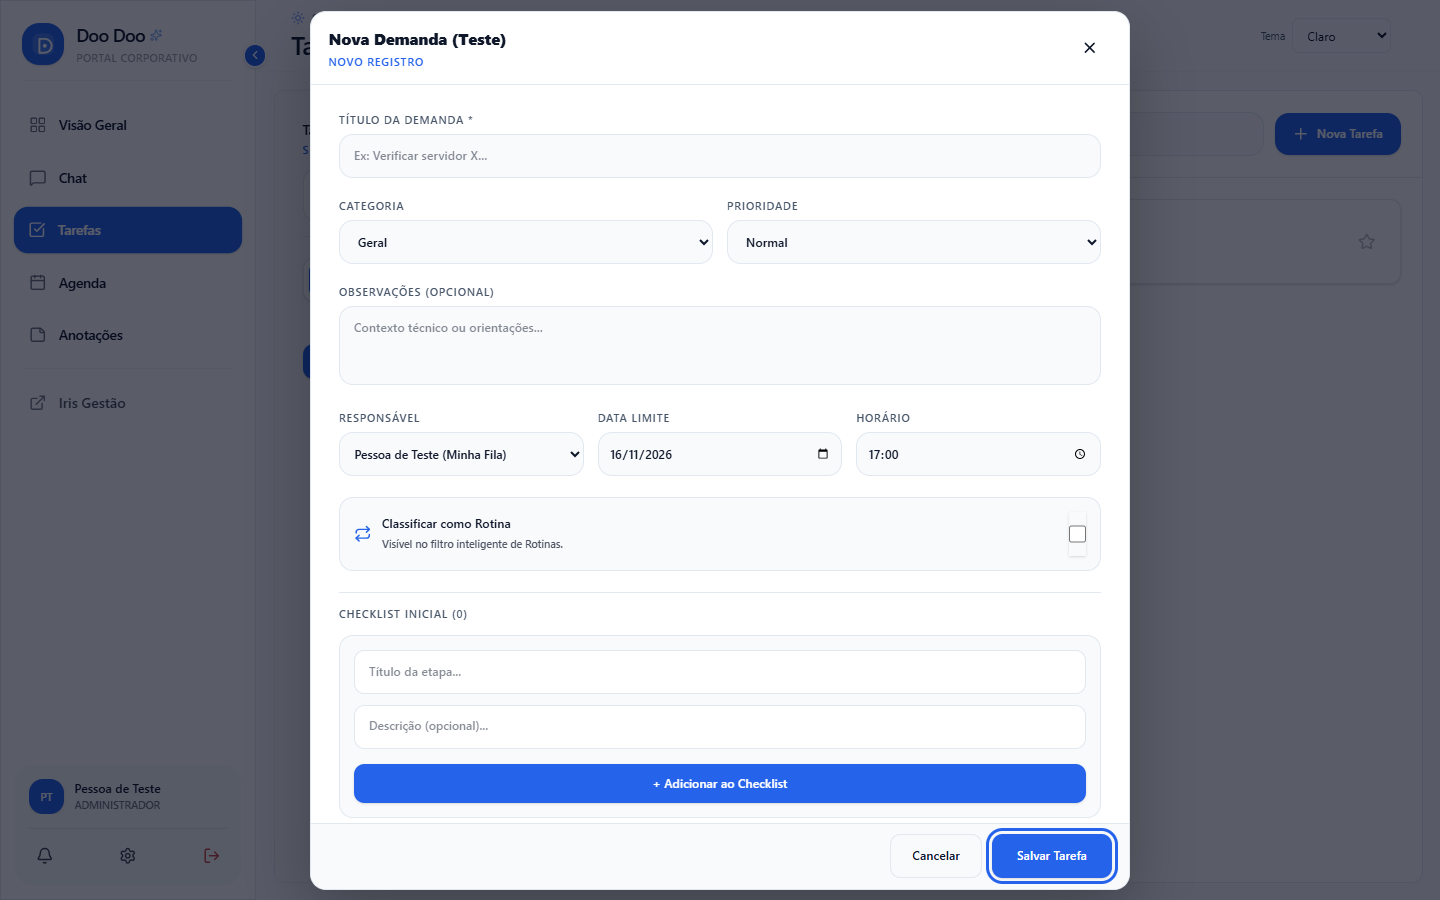 Doo Doo
PORTAL CORPORATIVO
Visão Geral
Chat
Tarefas
Agenda
Anotações
Iris Gestão
PT
Pessoa de Teste
ADMINISTRADOR
Tema
Claro
Nova Tarefa
Nova Demanda (Teste)
NOVO REGISTRO
TÍTULO DA DEMANDA *
Ex: Verificar servidor X...
CATEGORIA
PRIORIDADE
Geral
Normal
OBSERVAÇÕES (OPCIONAL)
Contexto técnico ou orientações...
RESPONSÁVEL
DATA LIMITE
HORÁRIO
Pessoa de Teste (Minha Fila)
16/11/2026
17:00
Classificar como Rotina
Visível no filtro inteligente de Rotinas.
CHECKLIST INICIAL (0)
Título da etapa...
Descrição (opcional)...
+ Adicionar ao Checklist
Cancelar
Salvar Tarefa